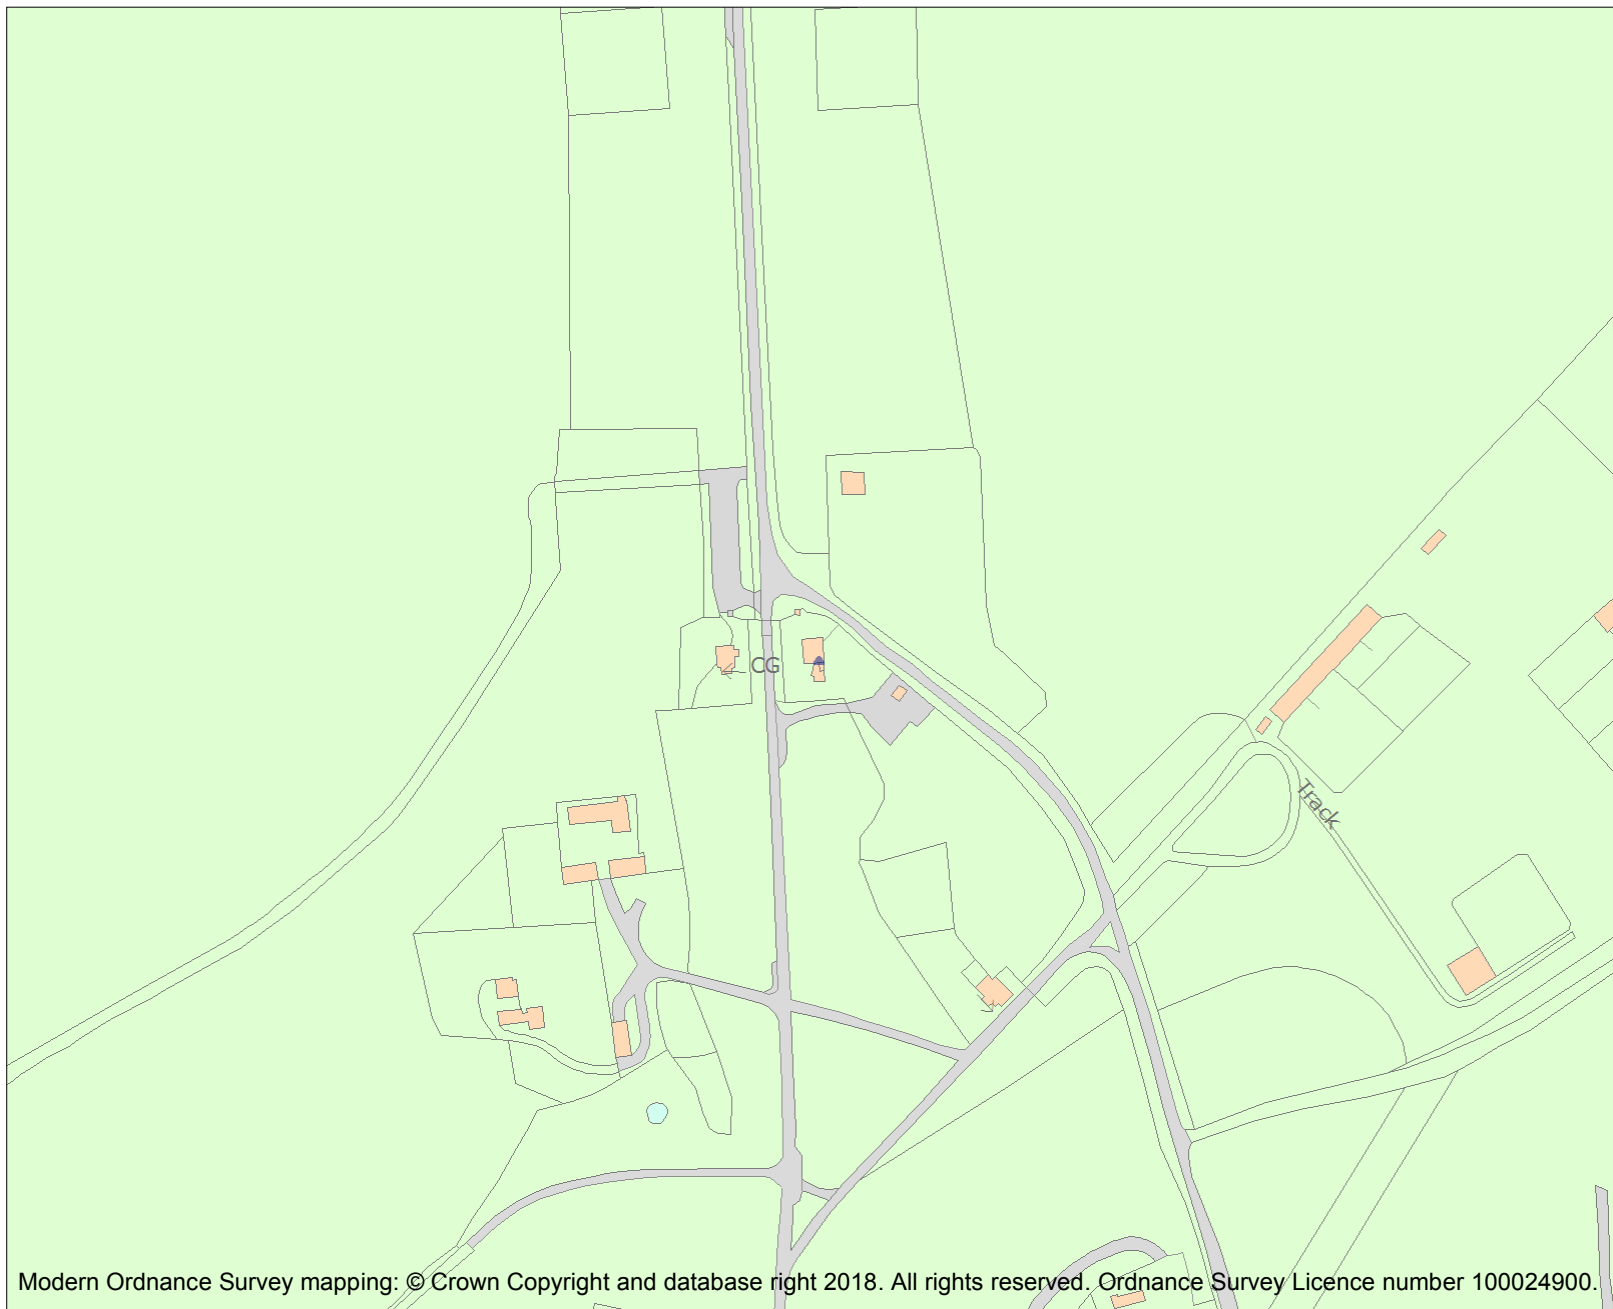 CG
Track
Modern Ordnance Survey mapping: © Crown Copyright and database right 2018. All rights reserved. Ordnance Survey Licence number 100024900.